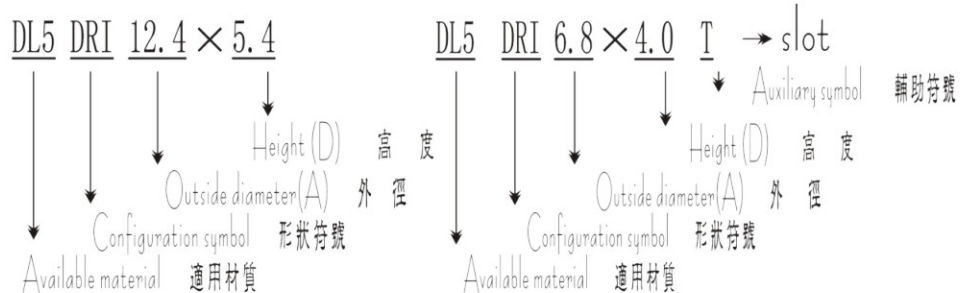 DL5 DRI 12.4×5.4 DL5 DRI 6.8×4.0 T → slot
Auxiliary symbol 輔助符號
Height (D) 高度 Height (D) 高度
Outside diameter(A) 外徑 Outside diameter(A) 外徑
Configuration symbol 形狀符號 Configuration symbol 形狀符號
Available material 適用材質 Available material 適用材質